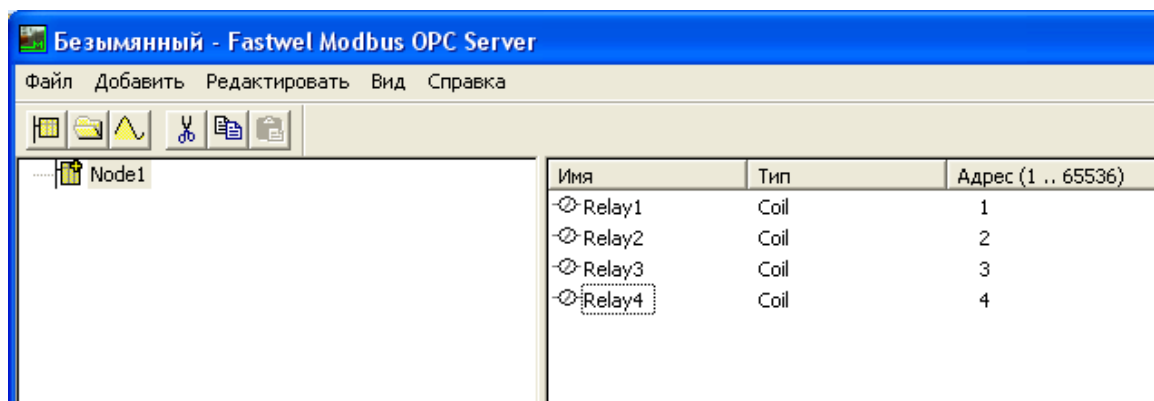 Безымянный - Fastwel Modbus OPC Server
Файл Добавить Редактировать Вид Справка
Node1
Имя Тип Адрес (1 .. 65536)
Relay1 Coil 1
Relay2 Coil 2
Relay3 Coil 3
Relay4 Coil 4